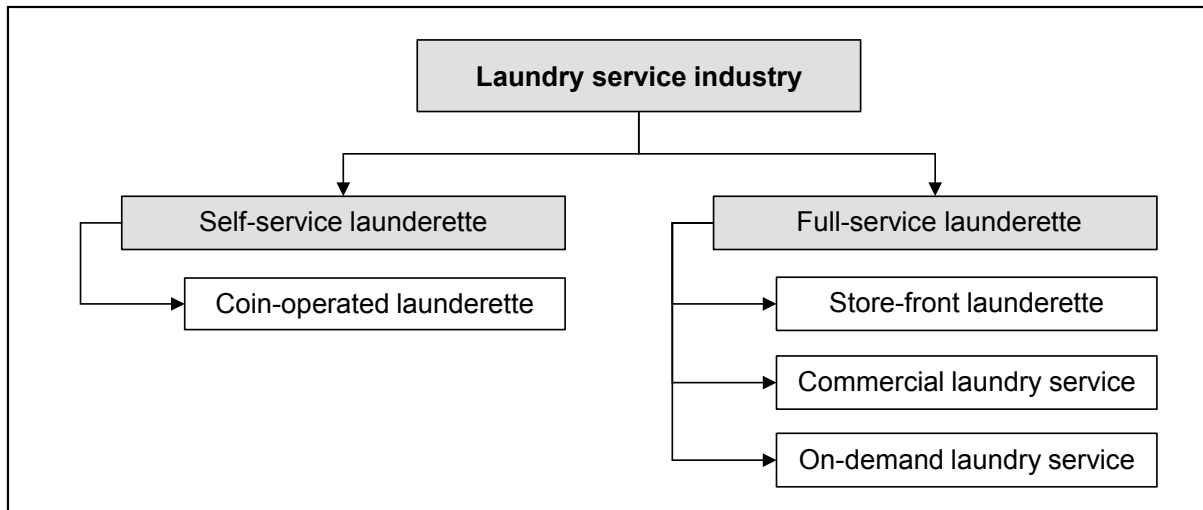 Laundry service industry
Self-service launderette
Full-service launderette
Coin-operated launderette
Store-front launderette
Commercial laundry service
On-demand laundry service